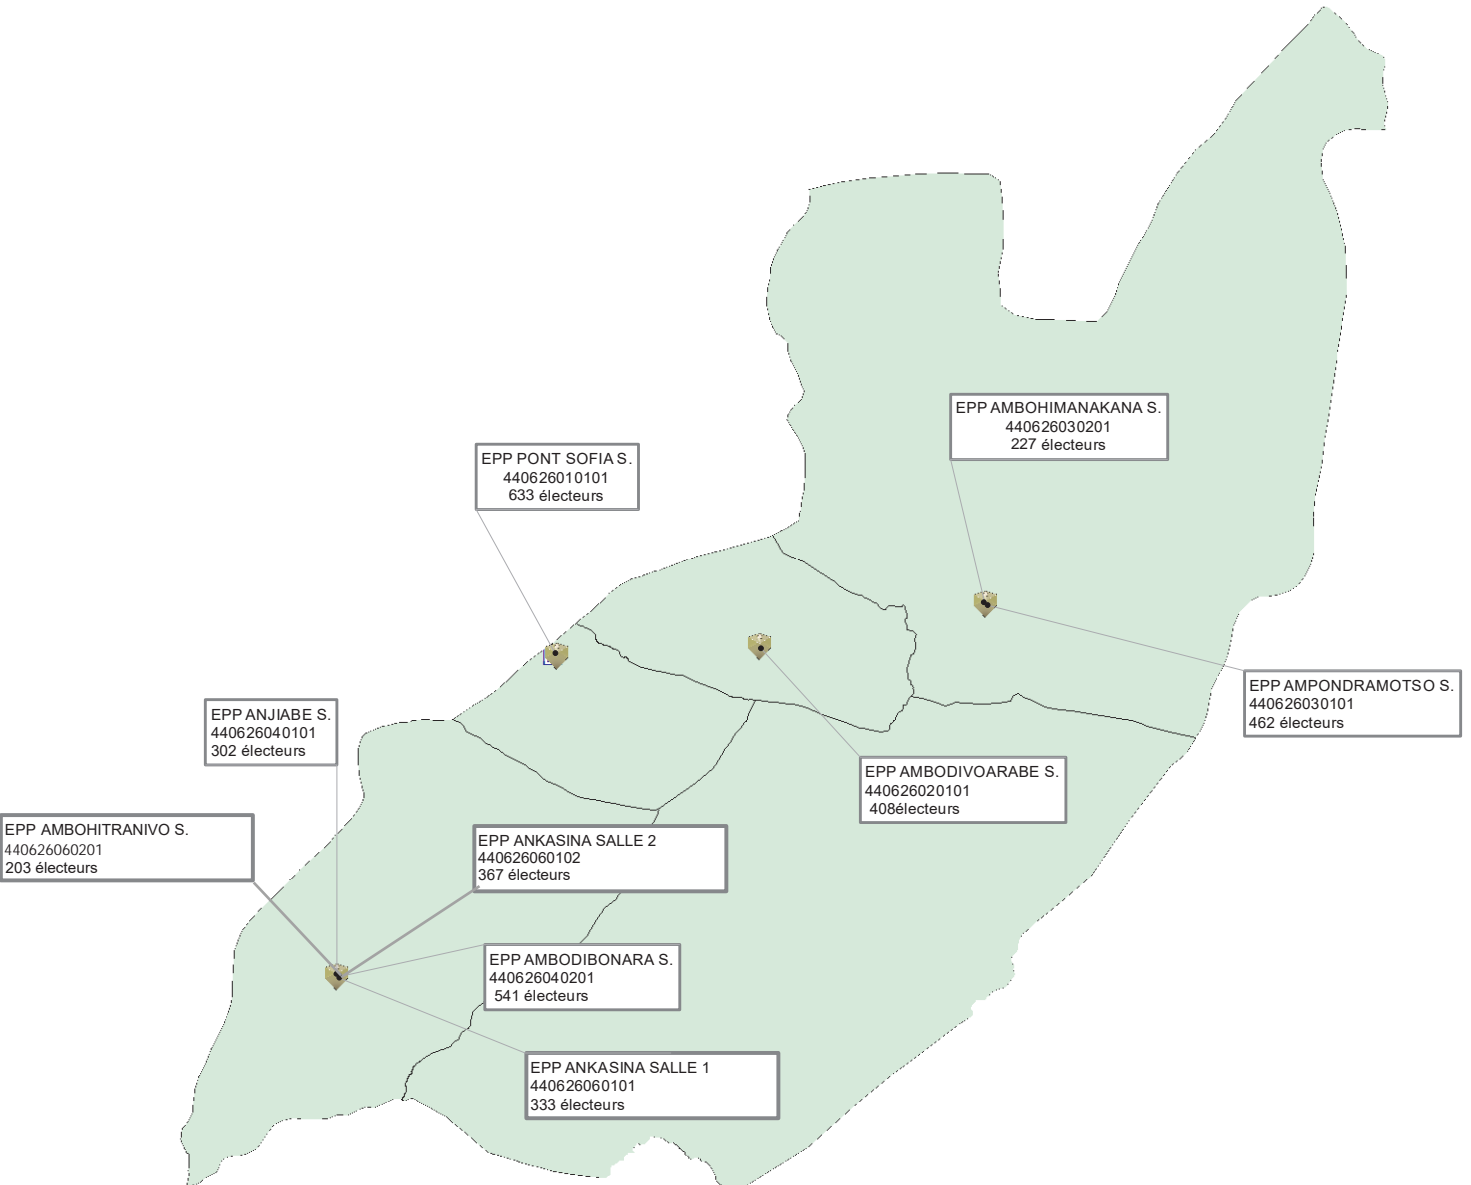 EPP AMBOHIMANAKANA S.
440626030201
227 électeurs
EPP PONT SOFIA S.
440626010101
633 électeurs
EPP AMPONDRAMOTSO S.
440626030101
462 électeurs
EPP ANJIABE S.
440626040101
302 électeurs
EPP AMBODIVOARABE S.
440626020101
408électeurs
EPP AMBOHITRANIVO S.
440626060201
203 électeurs
EPP ANKASINA SALLE 2
440626060102
367 électeurs
EPP AMBODIBONARA S.
440626040201
541 électeurs
EPP ANKASINA SALLE 1
440626060101
333 électeurs